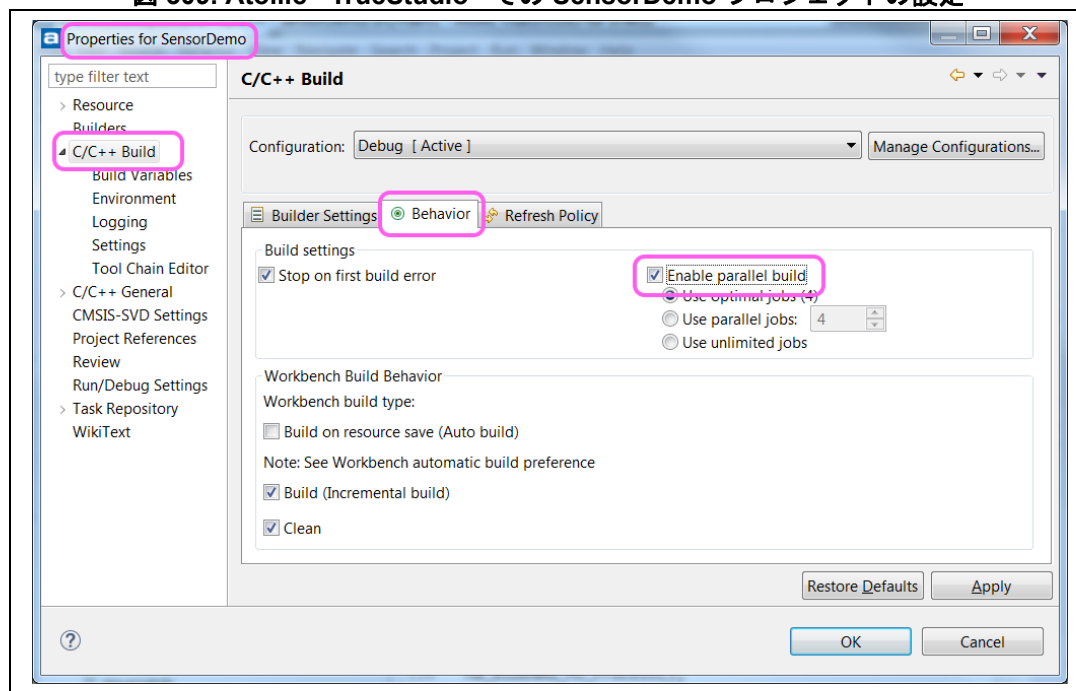 Properties for SensorDemo
type filter text
C/C++ Build
Resource
Builders
C/C++ Build
Build Variables
Environment
Logging
Settings
Tool Chain Editor
C/C++ General
CMSIS-SVD Settings
Project References
Review
Run/Debug Settings
Task Repository
WikiText
Configuration:
Debug [ Active ]
Manage Configurations...
Builder Settings
Behavior
Refresh Policy
Build settings
Stop on first build error
Enable parallel build
Use optimal jobs (4)
Use parallel jobs: 4
Use unlimited jobs
Workbench Build Behavior
Workbench build type:
Build on resource save (Auto build)
Note: See Workbench automatic build preference
Build (Incremental build)
Clean
Restore Defaults
Apply
OK
Cancel